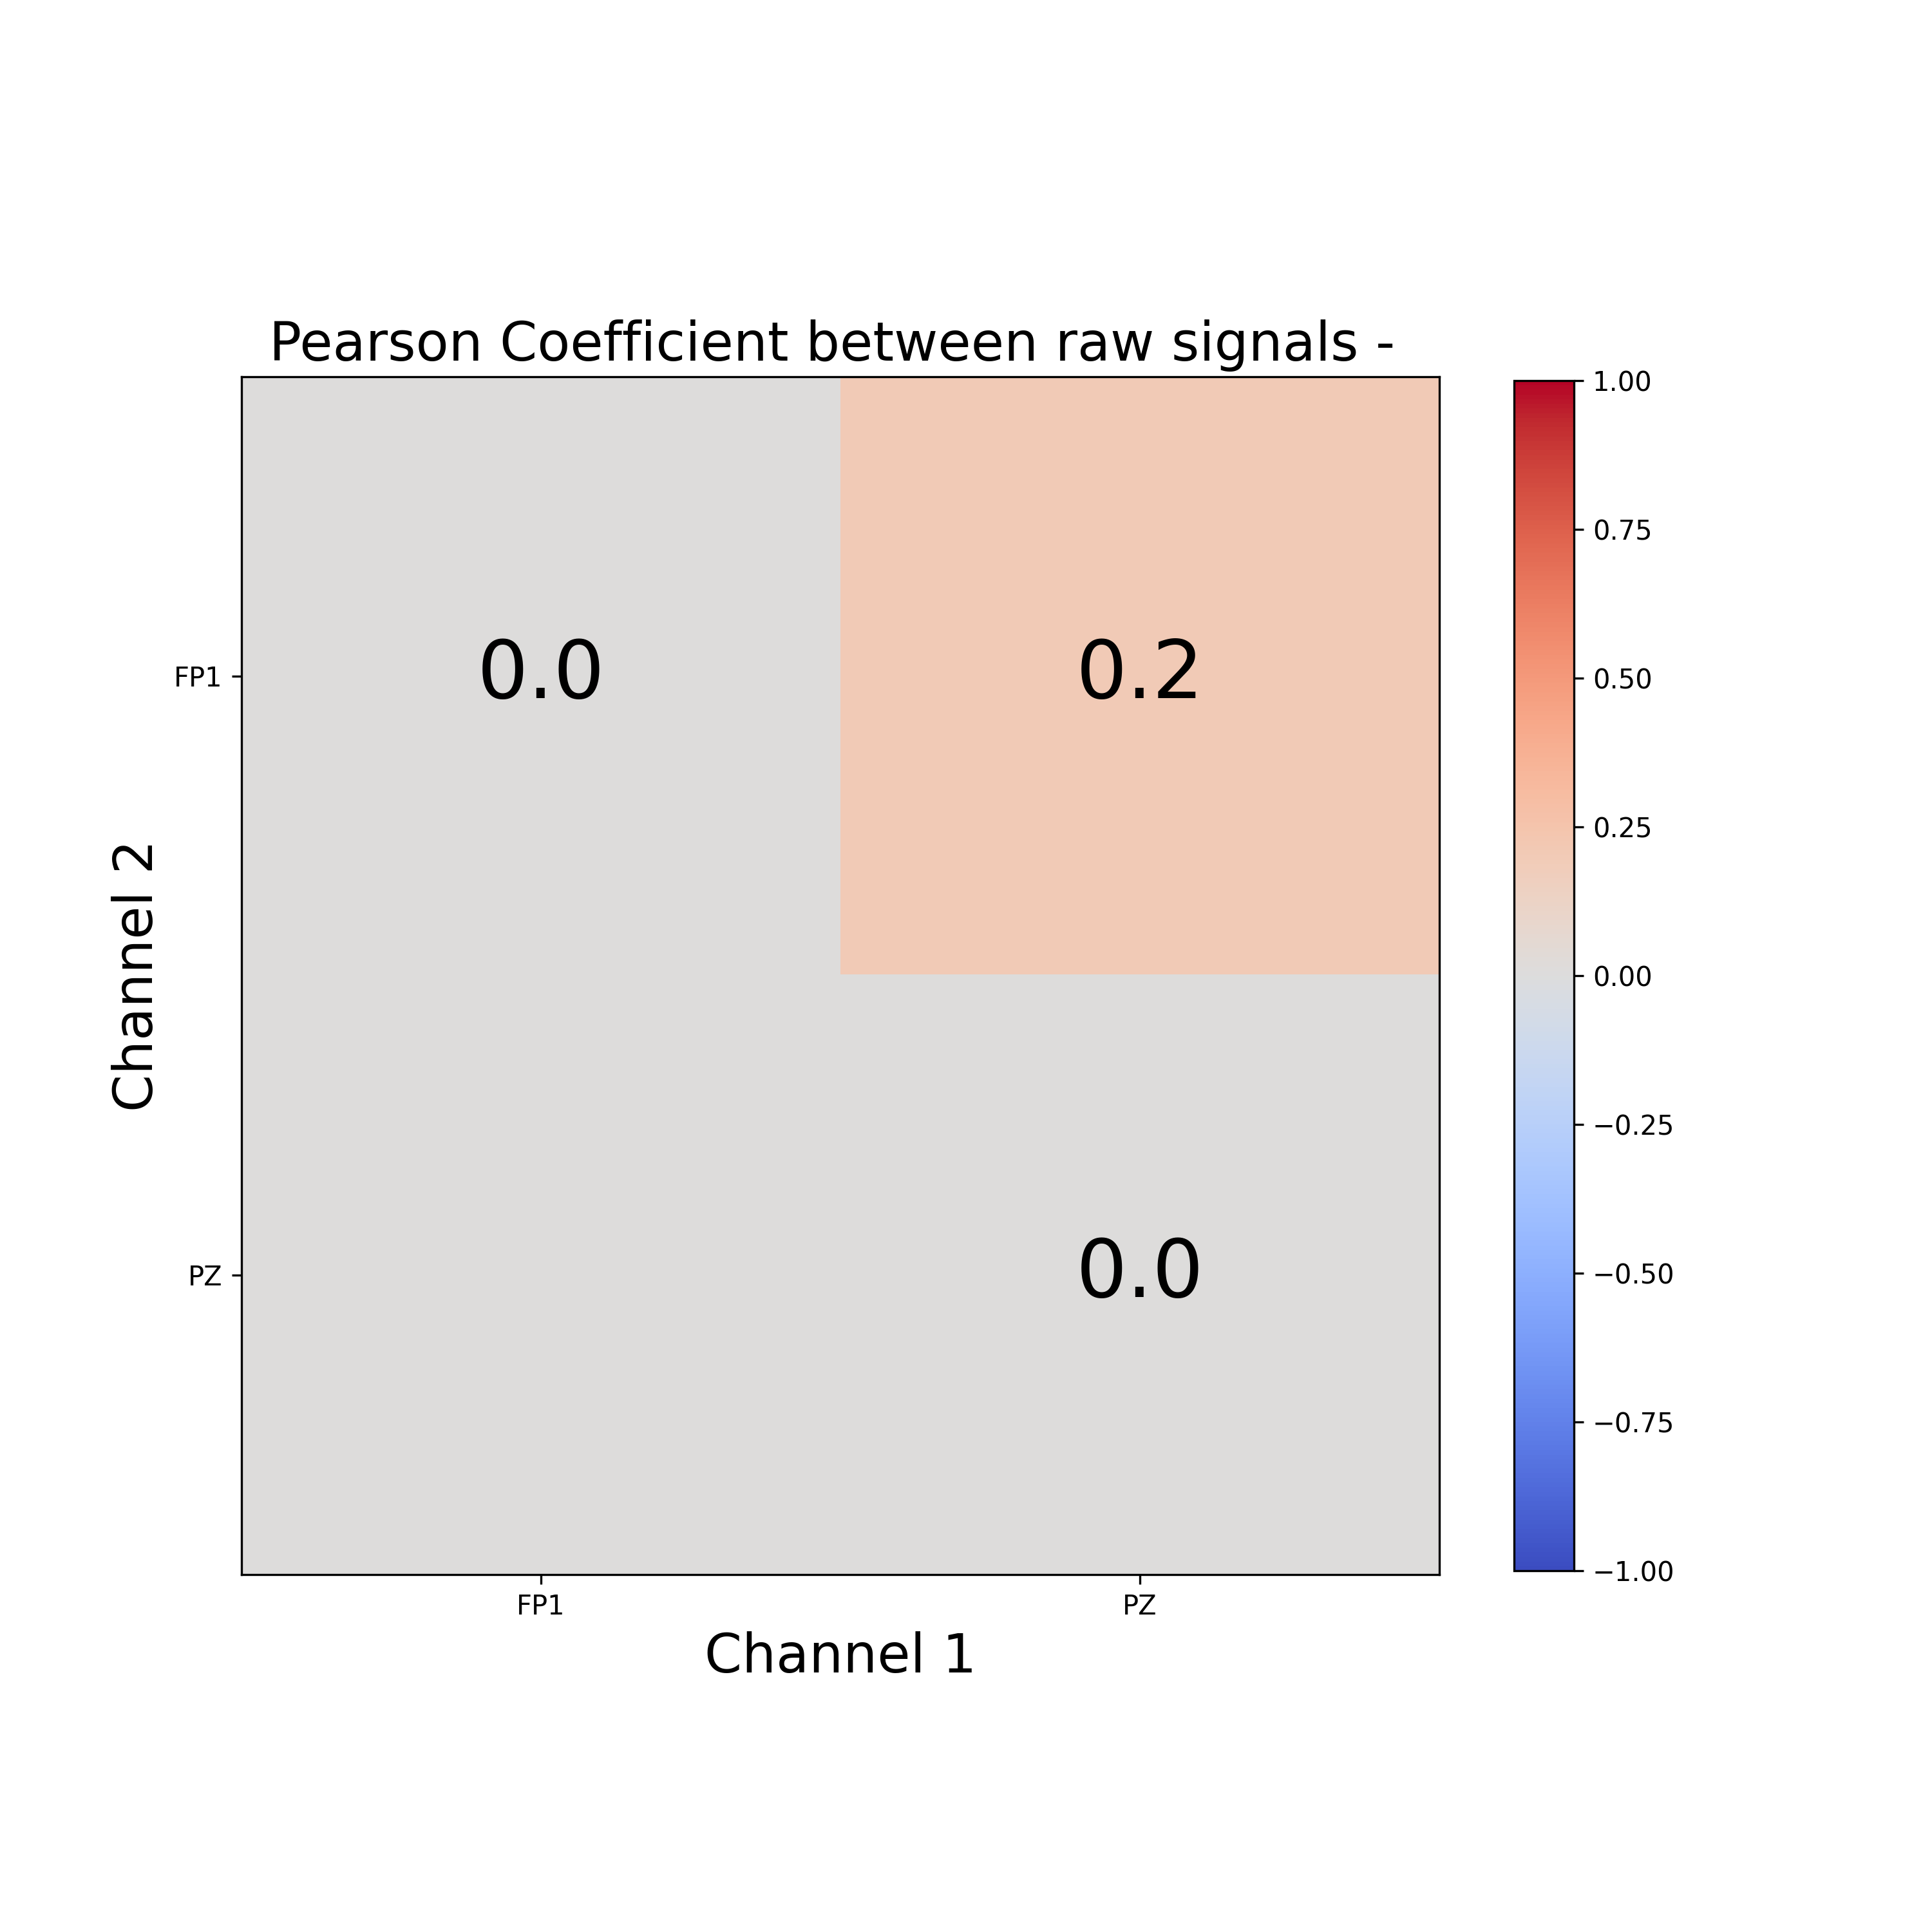 Pearson Coefficient between raw signals -
1.00
0.75
0.50
0.25
0.00
−0.25
−0.50
−0.75
−1.00
Channel 2
FP1
PZ
0.0
0.2
0.0
FP1
PZ
Channel 1